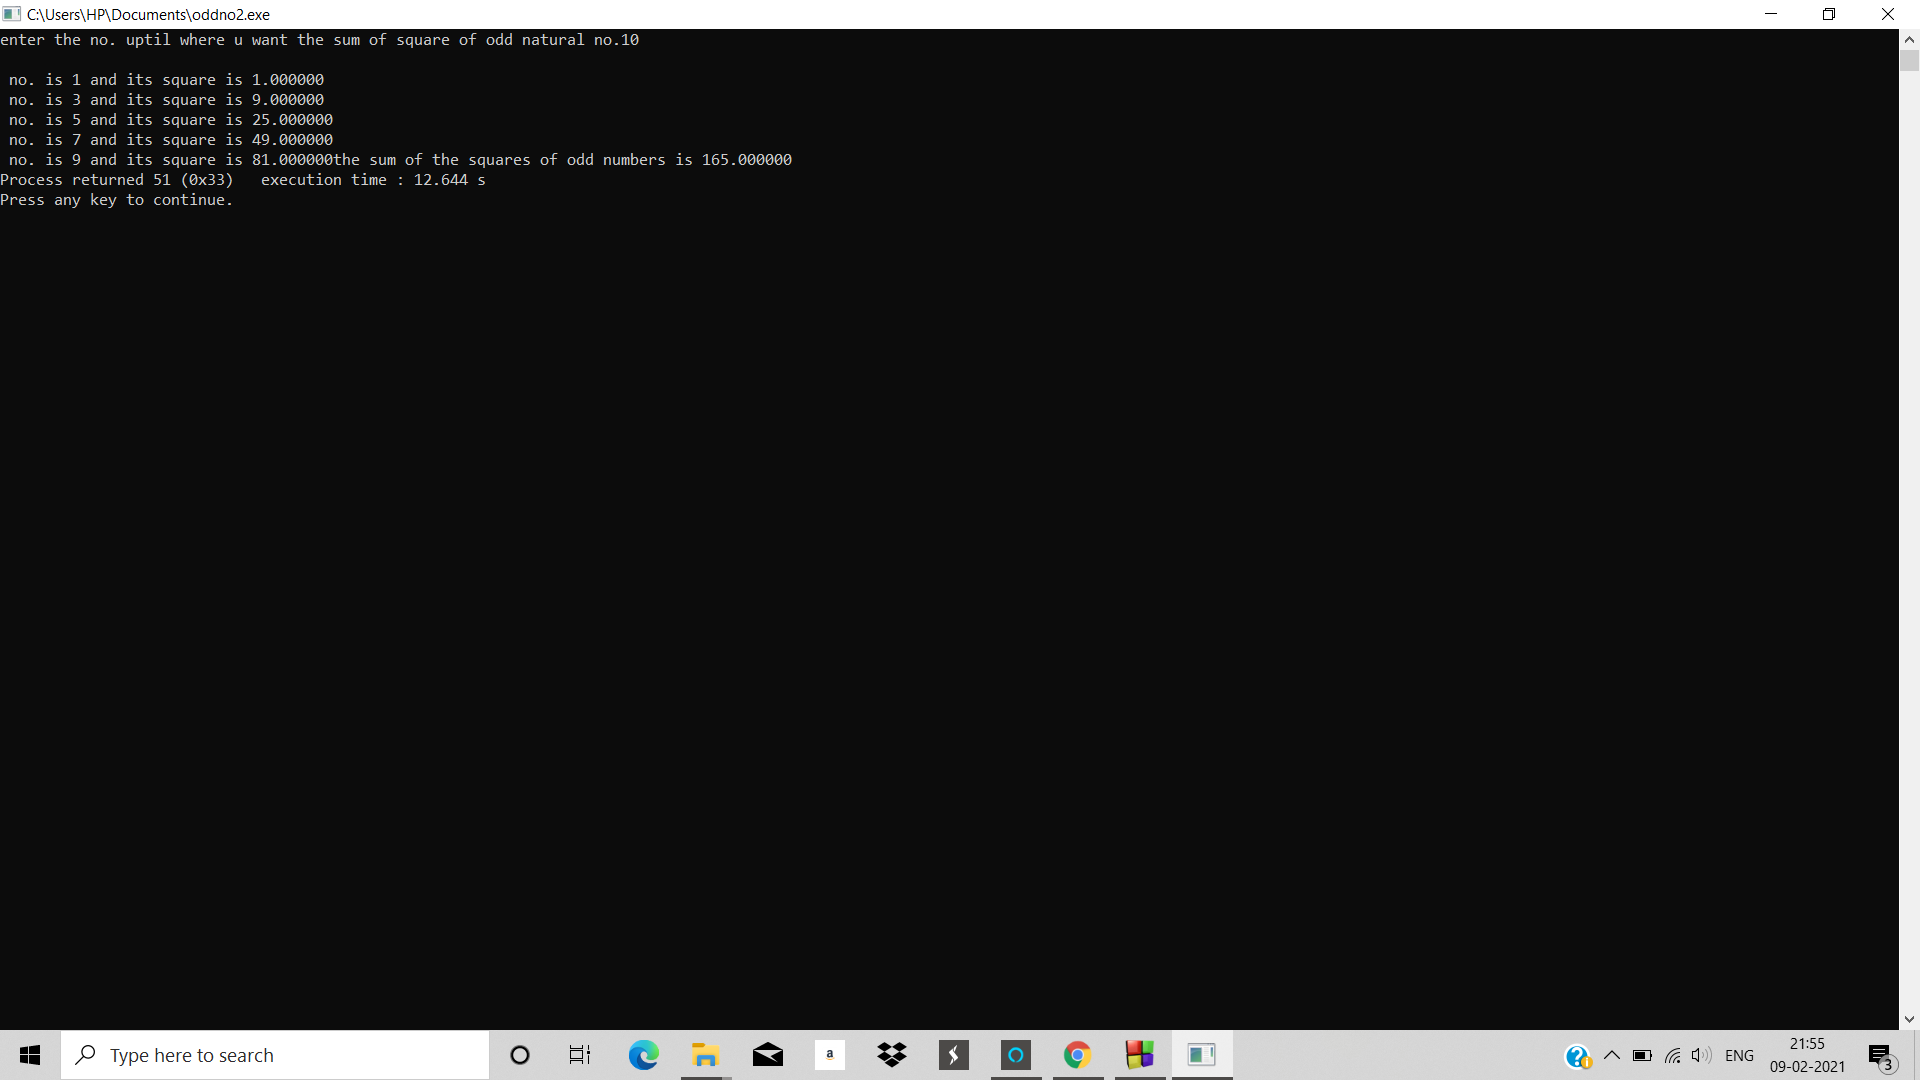 C:\Users\HP\Documents\oddno2.exe
enter the no. uptil where u want the sum of square of odd natural no.10
no. is 1 and its square is 1.000000
no. is 3 and its square is 9.000000
no. is 5 and its square is 25.000000
no. is 7 and its square is 49.000000
no. is 9 and its square is 81.000000the sum of the squares of odd numbers is 165.000000
Process returned 51 (0x33)   execution time : 12.644 s
Press any key to continue.
Type here to search
a
ENG
21:55
09-02-2021
3